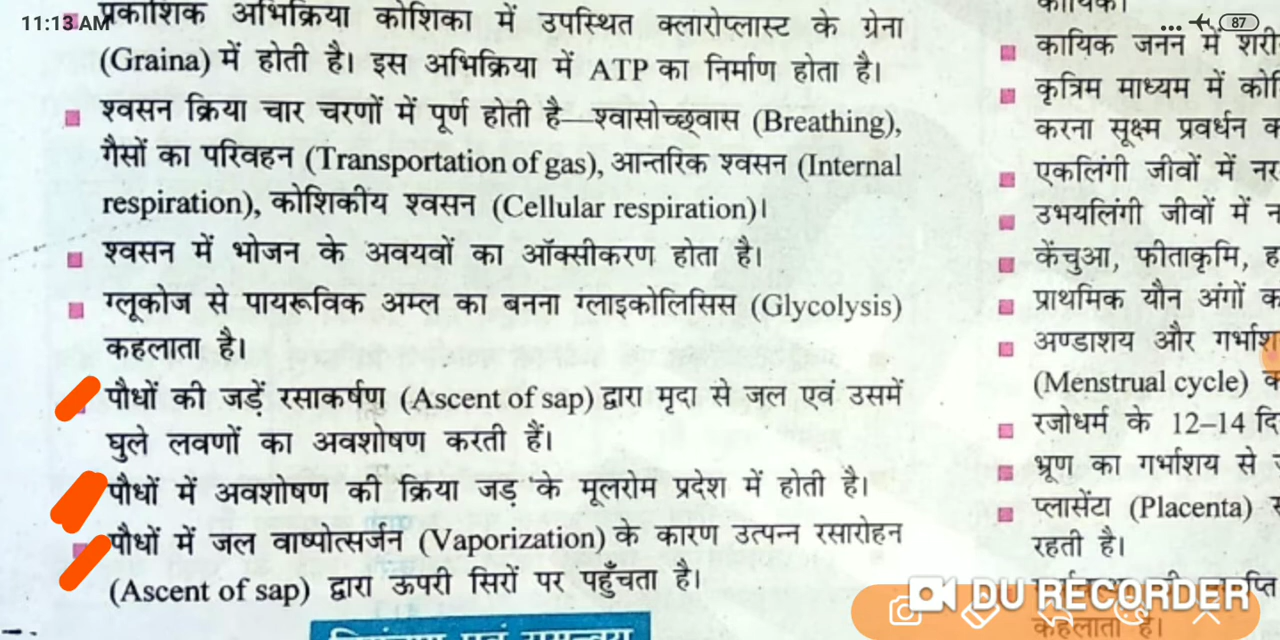 11:13 AM
87
प्रकाशिक अभिक्रिया कोशिका में उपस्थित क्लारोप्लास्ट के ग्रेना
(Graina) में होती है। इस अभिक्रिया में ATP का निर्माण होता है।
श्वसन क्रिया चार चरणों में पूर्ण होती है—श्वासोच्छ्वास (Breathing),
गैसों का परिवहन (Transportation of gas), आन्तरिक श्वसन (Internal
respiration), कोशिकीय श्वसन (Cellular respiration)।
श्वसन में भोजन के अवयवों का ऑक्सीकरण होता है।
ग्लूकोज से पायरूविक अम्ल का बनना ग्लाइकोलिसिस (Glycolysis)
कहलाता है।
पौधों की जड़ें रसाकर्षण (Ascent of sap) द्वारा मृदा से जल एवं उसमें
घुले लवणों का अवशोषण करती हैं।
पौधों में अवशोषण की क्रिया जड़ के मूलरोम प्रदेश में होती है।
पौधों में जल वाष्पोत्सर्जन (Vaporization) के कारण उत्पन्न रसारोहन
(Ascent of sap) द्वारा ऊपरी सिरों पर पहुँचता है।
कायिक जनन में
कृत्रिम माध्यम में
करना सूक्ष्म प्रवर्धन
एकलिंगी जीवों में नर
उभयलिंगी जीवों में
केंचुआ, फीताकृमि,
प्राथमिक यौन अंगों
अण्डाशय और
(Menstrual cycle)
रजोधर्म के 12–14
भ्रूण का गर्भाशय से
प्लासेंटा (Placenta)
रहती है।
कहलाता है।
DU RECORDER